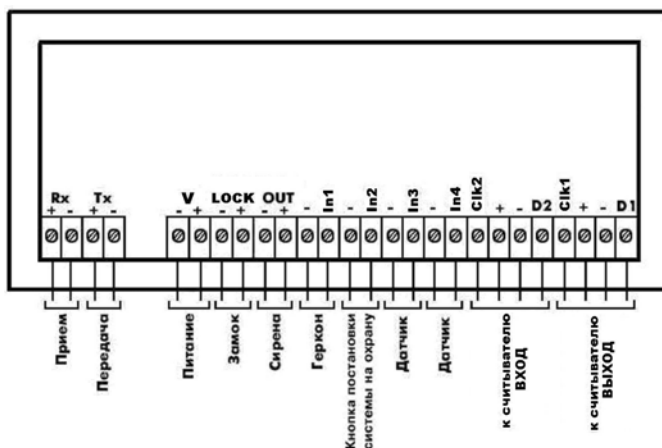 Rx Tx V LOCK OUT In1 In2 In3 In4 Clk2 D2 Clk1 D1
+ - + - - + - + - + - - - - + - + -
Прием
Передача
Питание
Замок
Сирена
Геркон
Кнопка постановки
системы на охрану
Датчик
Датчик
к считывателю
ВХОД
к считывателю
ВЫХОД